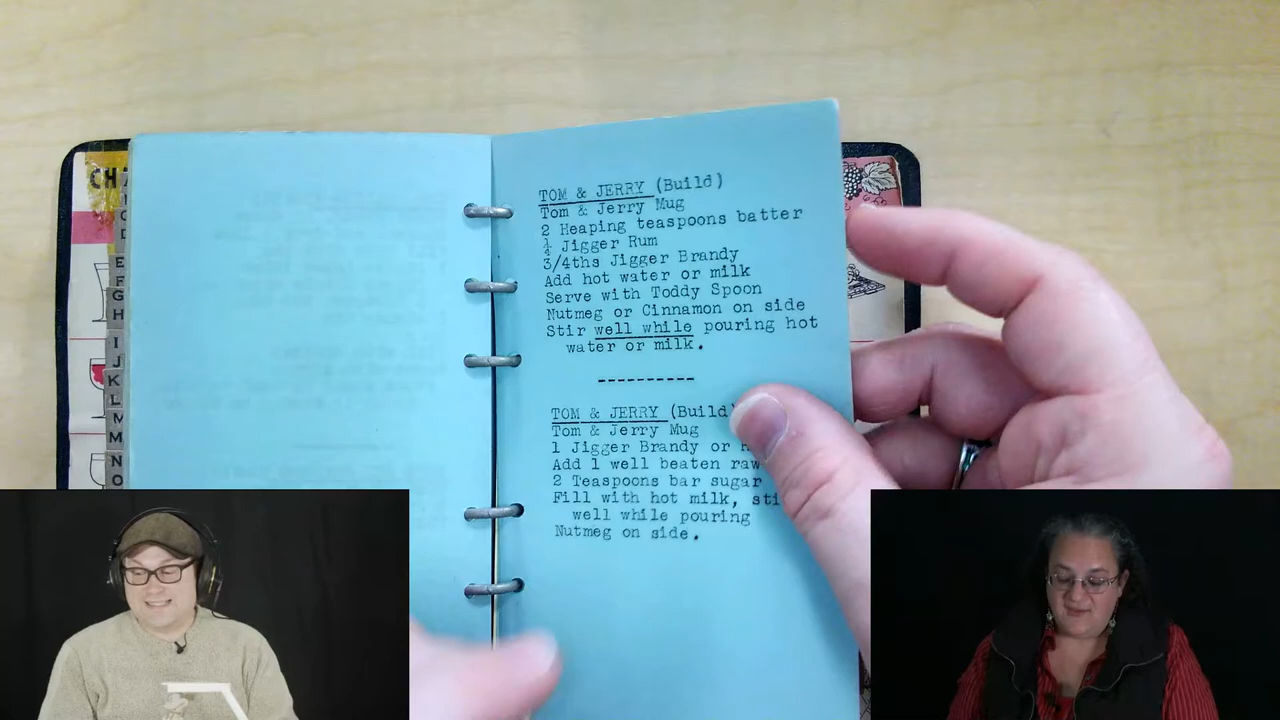 CHA
C
D
E
F
G
H
I
J
K
L
M
M
N
O
TOM & JERRY (Build)
Tom & Jerry Mug
2 Heaping teaspoons batter
Jigger Rum
3/4ths Jigger Brandy
Add hot water or milk
Serve with Toddy Spoon
Nutmeg or Cinnamon on side
Stir well while pouring hot
water or milk.
----------
TOM & JERRY (Build)
Tom & Jerry Mug
1 Jigger Brandy or
Add 1 well beaten raw
2 Teaspoons bar sugar
Fill with hot milk, sti
well while pouring
Nutmeg on side.